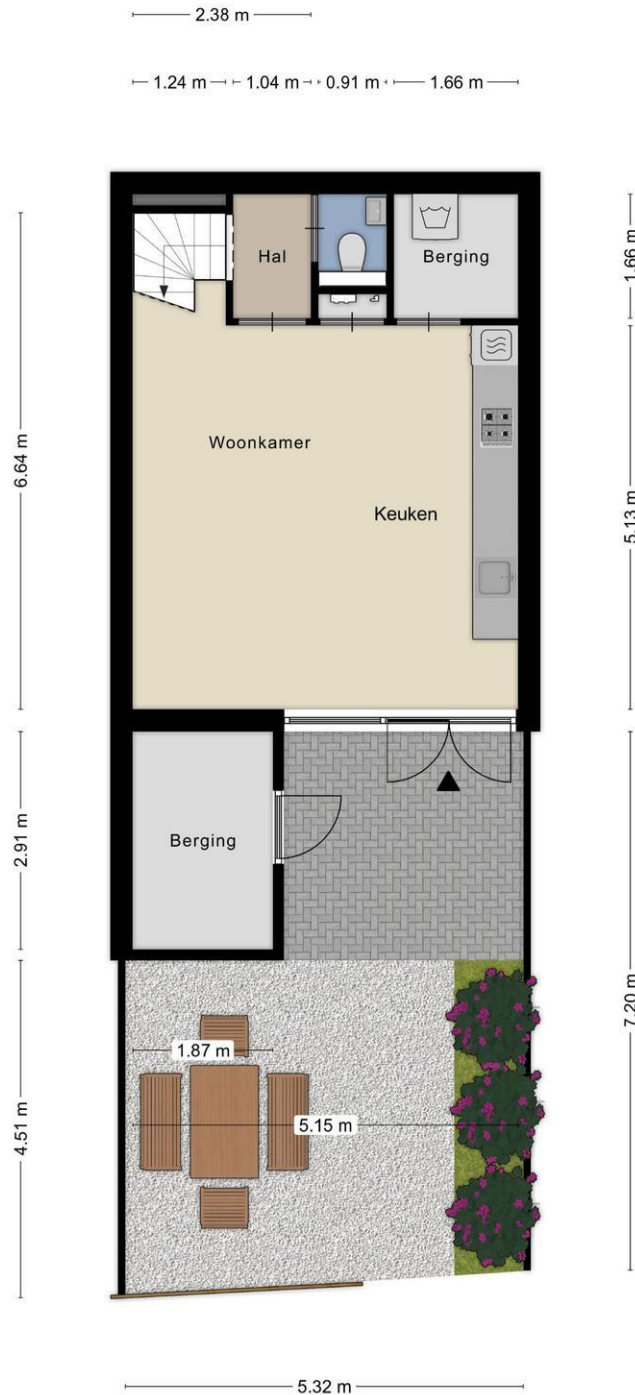 2.38 m
1.24 m
1.04 m
0.91 m
1.66 m
1.66 m
Hal
Berging
6.64 m
Woonkamer
Keuken
5.13 m
2.91 m
Berging
7.20 m
1.87 m
4.51 m
5.15 m
5.32 m